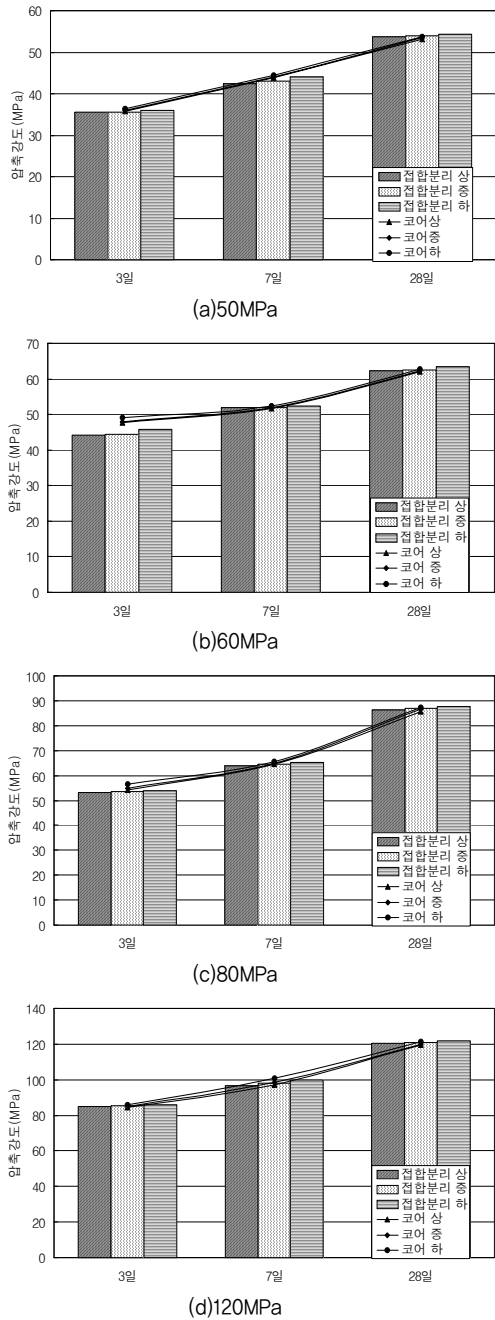 60
50
40
30
20
10
0
압축강도(MPa)
접합분리 상
접합분리 중
접합분리 하
코어상
코어중
코어하
3일
7일
28일
(a)50MPa
70
60
50
40
30
20
10
0
압축강도(MPa)
접합분리 상
접합분리 중
접합분리 하
코어 상
코어 중
코어 하
3일
7일
28일
(b)60MPa
100
90
80
70
60
50
40
30
20
10
0
압축강도(MPa)
접합분리 상
접합분리 중
접합분리 하
코어 상
코어 중
코어 하
3일
7일
28일
(c)80MPa
140
120
100
80
60
40
20
0
압축강도(MPa)
접합분리 상
접합분리 중
접합분리 하
코어 상
코어 중
코어 하
3일
7일
28일
(d)120MPa